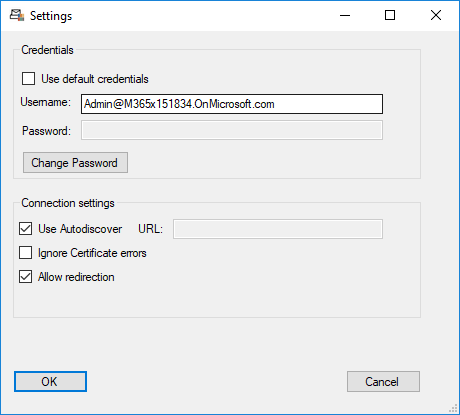 Settings
Credentials
Use default credentials
Username: Admin@M365x151834.OnMicrosoft.com
Password:
Change Password
Connection settings
Use Autodiscover URL:
Ignore Certificate errors
Allow redirection
OK Cancel